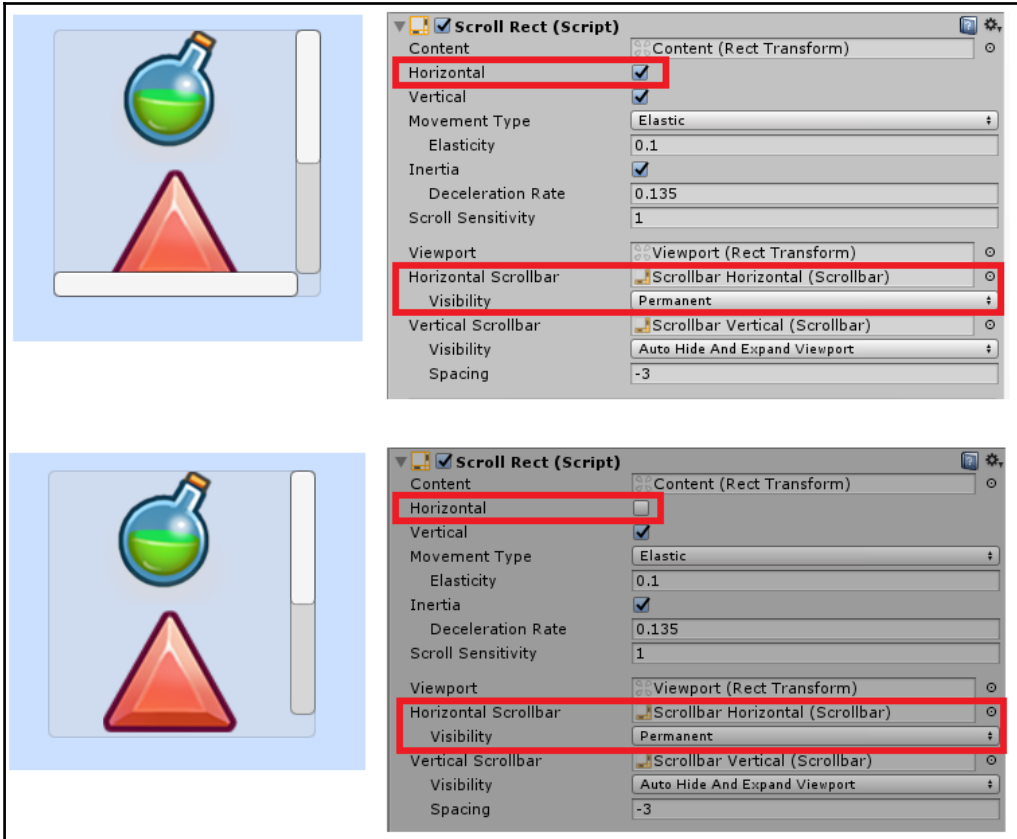 Scroll Rect (Script)
Content Content (Rect Transform)
Horizontal
Vertical
Movement Type Elastic
Elasticity 0.1
Inertia
Deceleration Rate 0.135
Scroll Sensitivity 1
Viewport Viewport (Rect Transform)
Horizontal Scrollbar Scrollbar Horizontal (Scrollbar)
Visibility Permanent
Vertical Scrollbar Scrollbar Vertical (Scrollbar)
Visibility Auto Hide And Expand Viewport
Spacing -3
Scroll Rect (Script)
Content Content (Rect Transform)
Horizontal
Vertical
Movement Type Elastic
Elasticity 0.1
Inertia
Deceleration Rate 0.135
Scroll Sensitivity 1
Viewport Viewport (Rect Transform)
Horizontal Scrollbar Scrollbar Horizontal (Scrollbar)
Visibility Permanent
Vertical Scrollbar Scrollbar Vertical (Scrollbar)
Visibility Auto Hide And Expand Viewport
Spacing -3